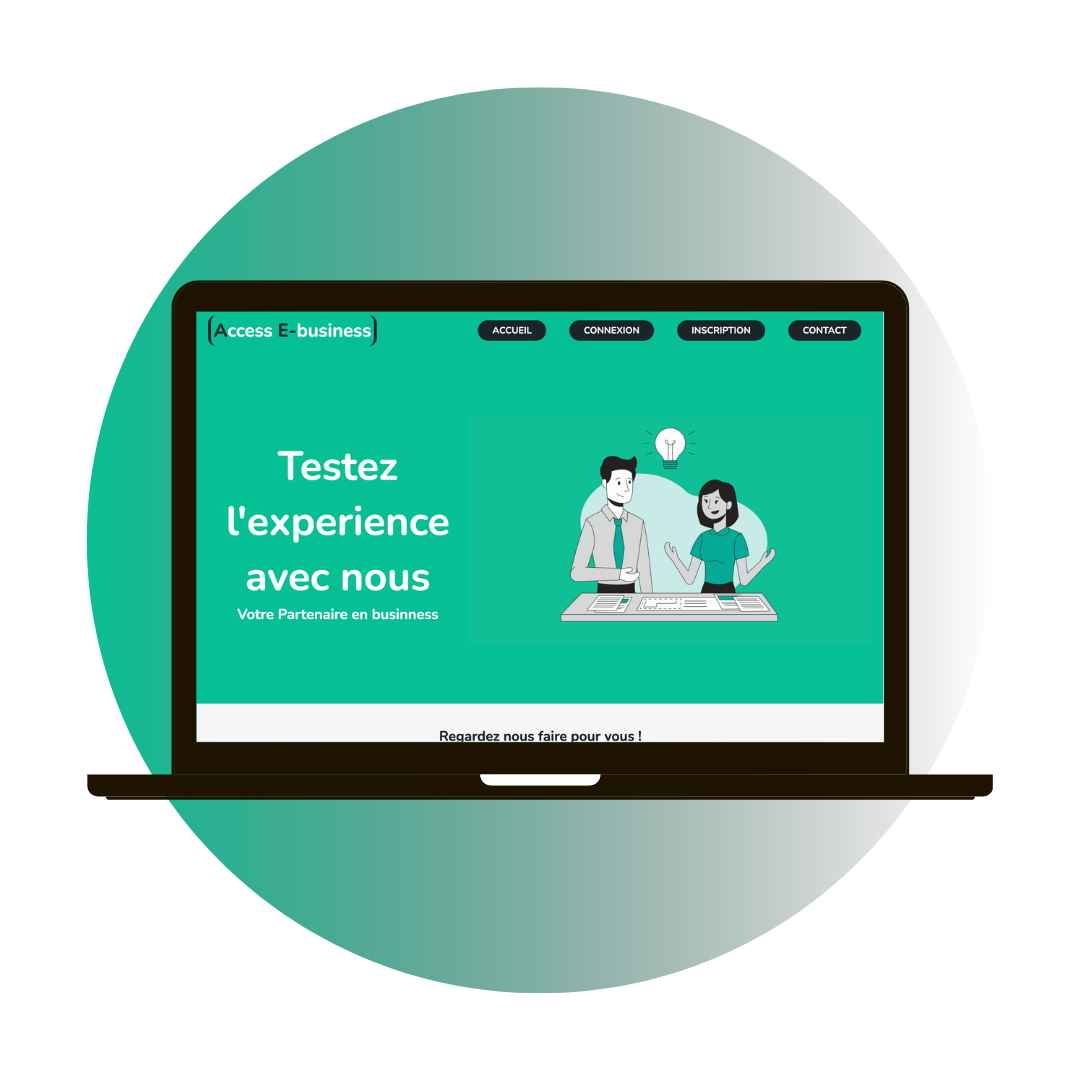 (Access E-business)
ACCUEIL
CONNEXION
INSCRIPTION
CONTACT
Testez
l'experience
avec nous
Votre Partenaire en businness
Regardez nous faire pour vous !